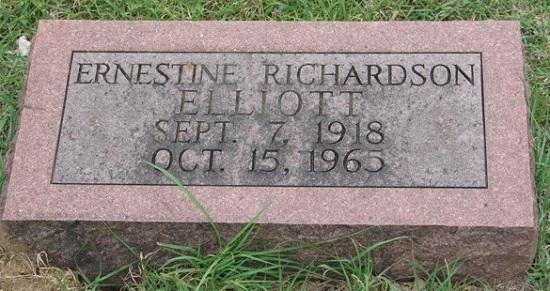 ERNESTINE RICHARDSON
ELLIOTT
SEPT. 7, 1918
OCT. 15, 1965